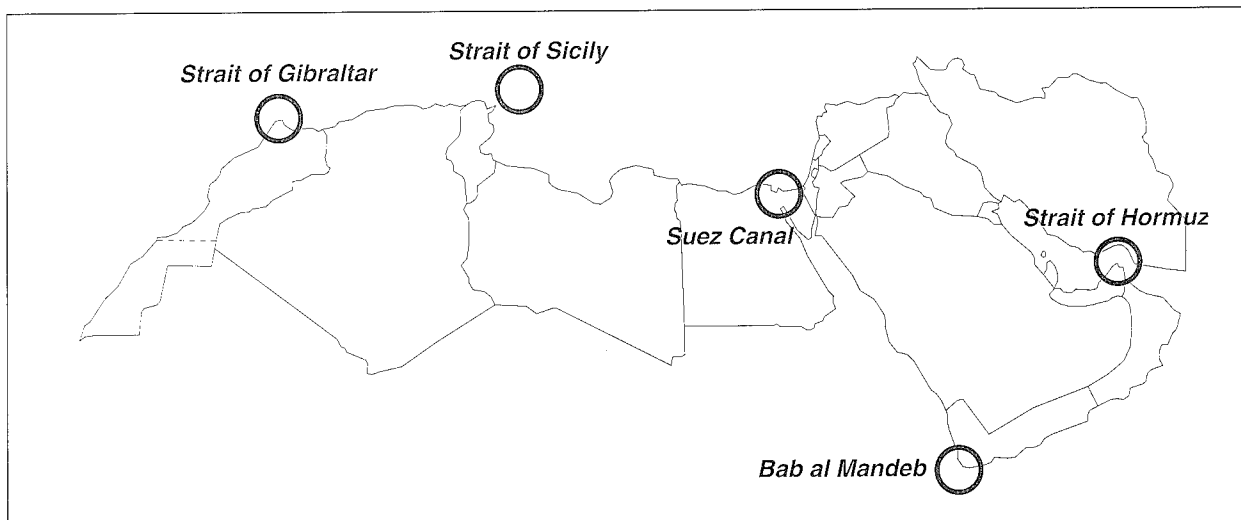 Strait of Sicily
Strait of Gibraltar
Strait of Hormuz
Suez Canal
Bab al Mandeb